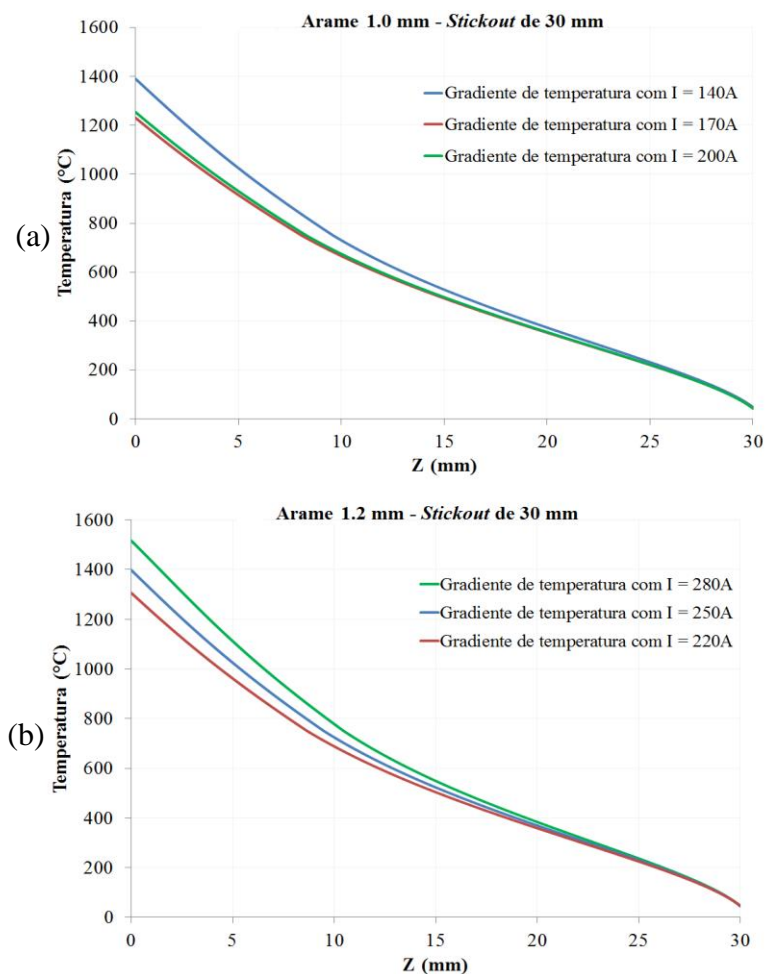 Arame 1.0 mm - Stickout de 30 mm
1600
1400
1200
1000
800
600
400
200
0
Temperatura (°C)
(a)
Gradiente de temperatura com I = 140A
Gradiente de temperatura com I = 170A
Gradiente de temperatura com I = 200A
0 5 10 15 20 25 30
Z (mm)
Arame 1.2 mm - Stickout de 30 mm
1600
1400
1200
1000
800
600
400
200
0
Temperatura (°C)
(b)
Gradiente de temperatura com I = 280A
Gradiente de temperatura com I = 250A
Gradiente de temperatura com I = 220A
0 5 10 15 20 25 30
Z (mm)